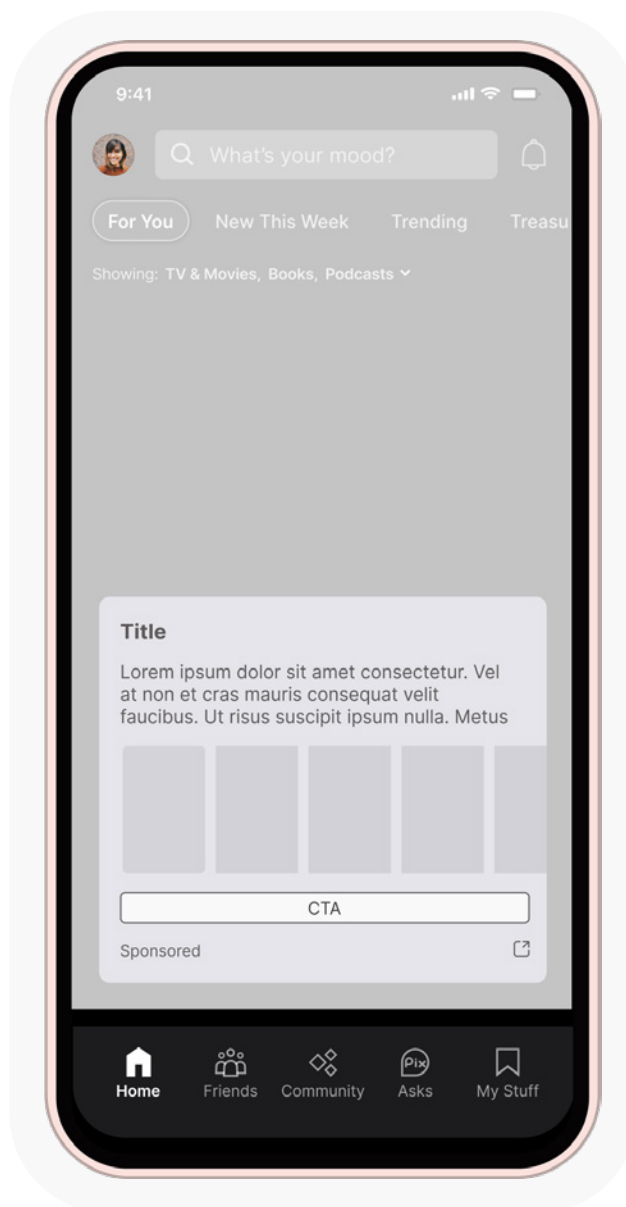 9:41
What's your mood?
For You New This Week Trending Treasu
Showing: TV & Movies, Books, Podcasts
Title
Lorem ipsum dolor sit amet consectetur. Vel
at non et cras mauris consequat velit
faucibus. Ut risus suscipit ipsum nulla. Metus
CTA
Sponsored
Pix
Home Friends Community Asks My Stuff